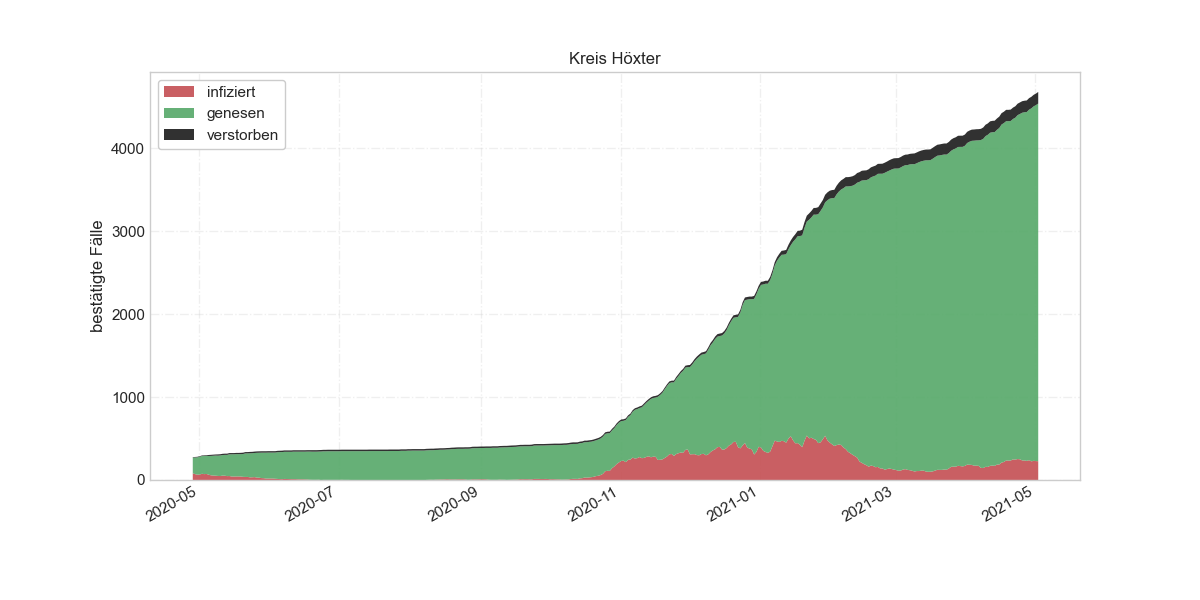 Kreis Höxter
infiziert
genesen
verstorben
bestätigte Fälle
4000
3000
2000
1000
0
2020-05
2020-07
2020-09
2020-11
2021-01
2021-03
2021-05